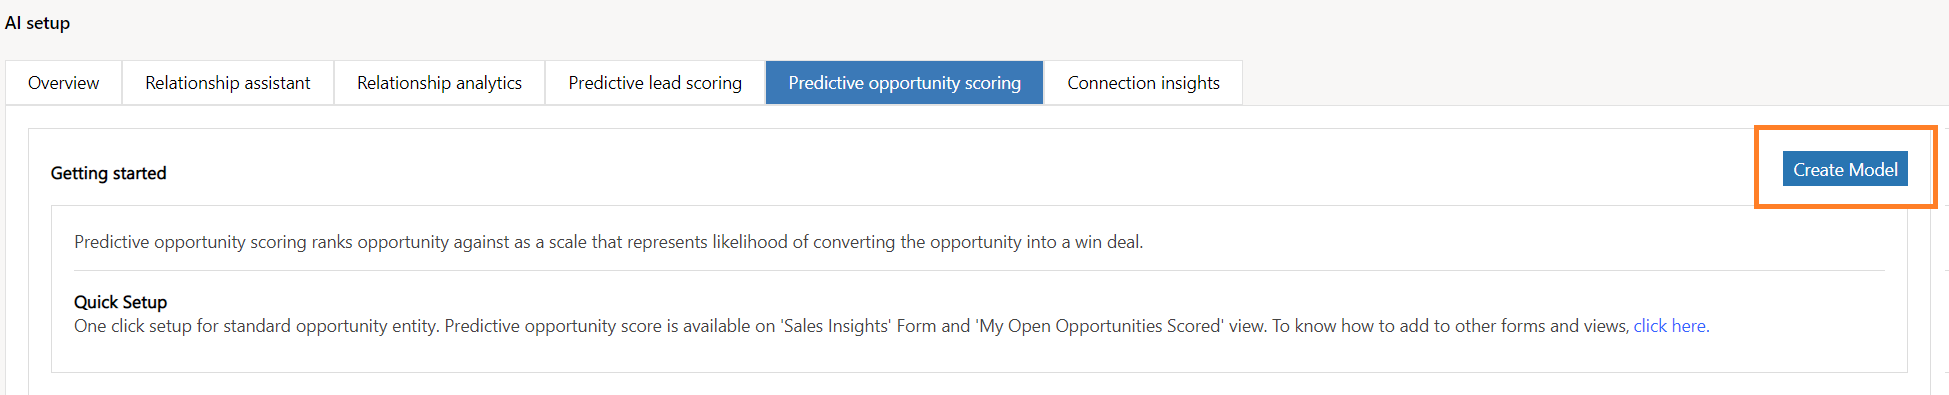 AI setup
Overview
Relationship assistant
Relationship analytics
Predictive lead scoring
Predictive opportunity scoring
Connection insights
Getting started
Create Model
Predictive opportunity scoring ranks opportunity against as a scale that represents likelihood of converting the opportunity into a win deal.
Quick Setup
One click setup for standard opportunity entity. Predictive opportunity score is available on 'Sales Insights' Form and 'My Open Opportunities Scored' view. To know how to add to other forms and views, click here.